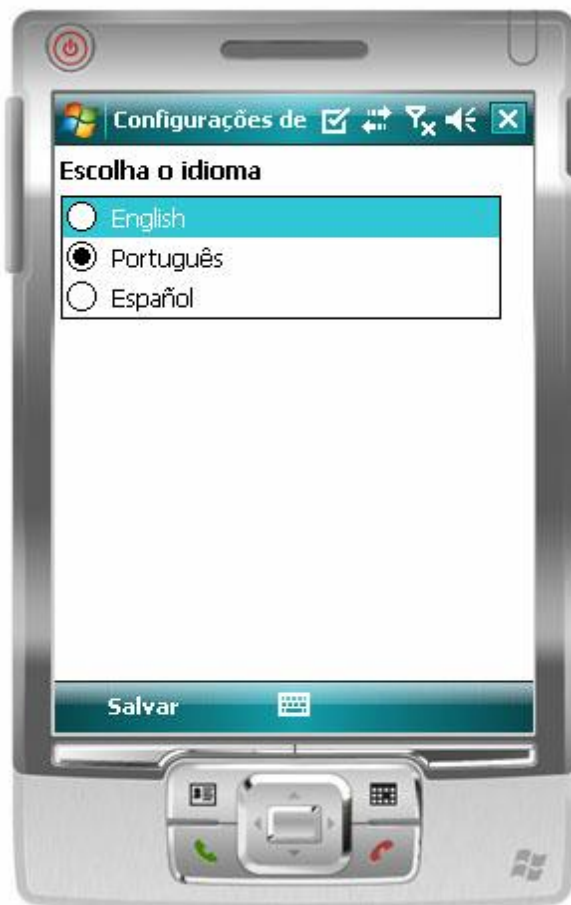 Configurações de
Escolha o idioma
English
Português
Español
Salvar